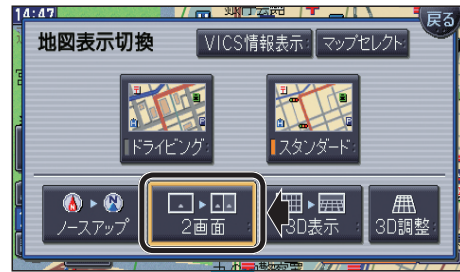 14:47
戻る
地図表示切換
VICS情報表示
マップセレクト
ドライビング
スタンダード
ノースアップ
2画面
3D表示
3D調整